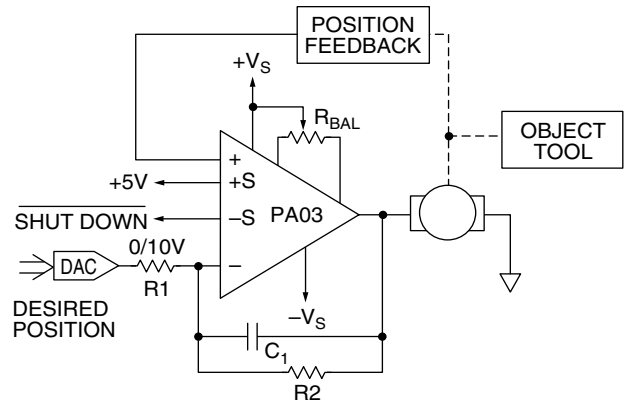 POSITION
FEEDBACK
+VS
RBAL
OBJECT
TOOL
+
+5V
+S
SHUT DOWN
–S
PA03
0/10V
–
DAC
R1
DESIRED
POSITION
–VS
C1
R2